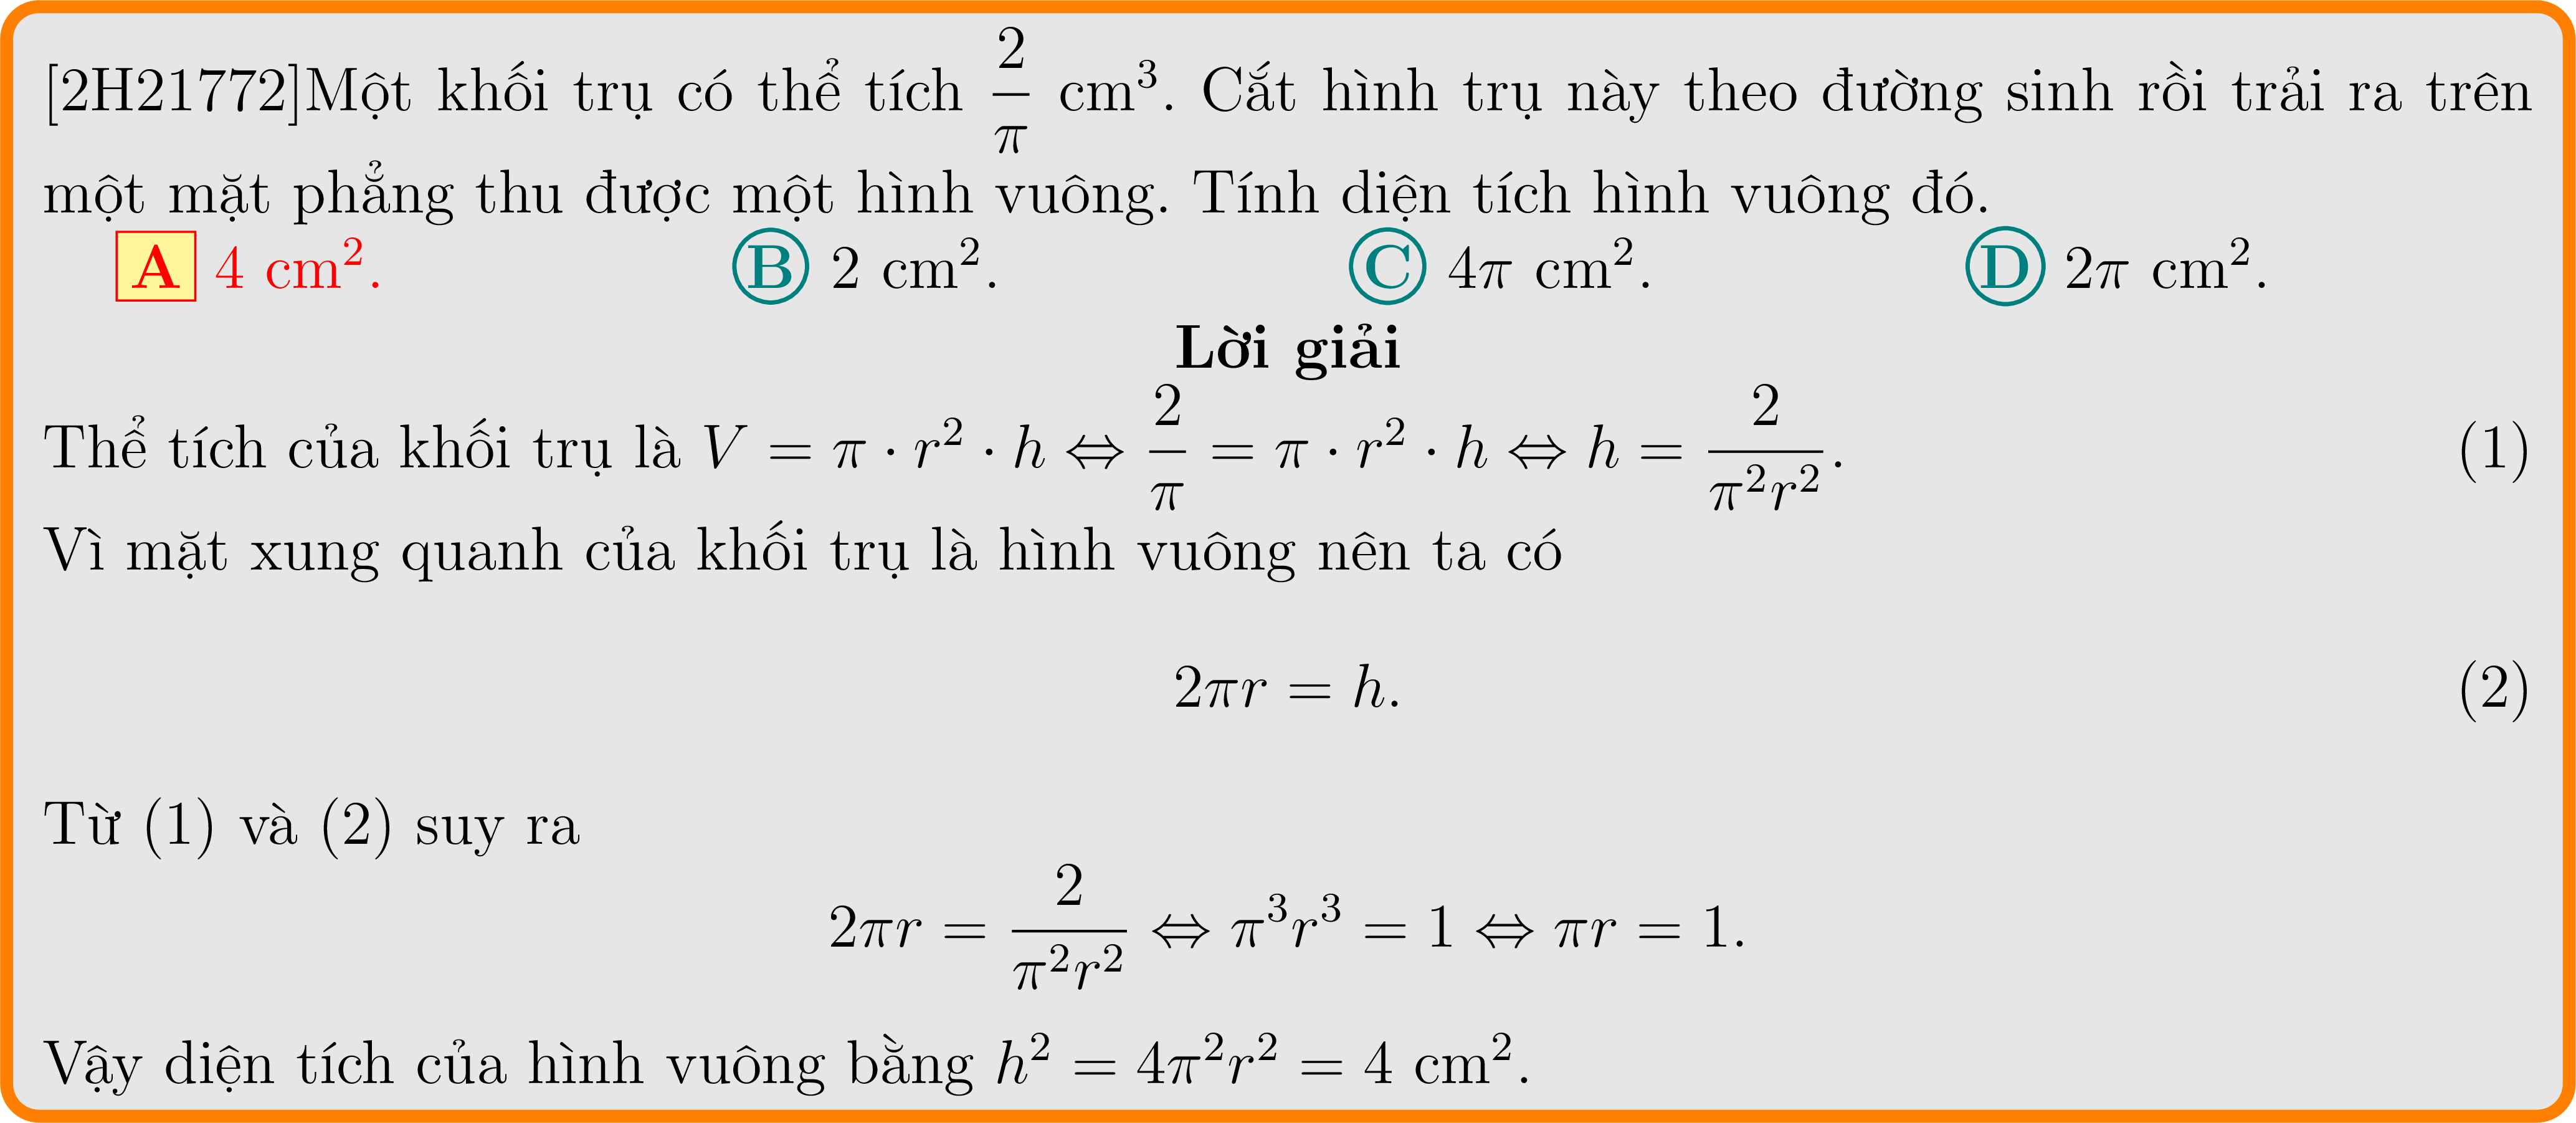 [2H21772]Một khối trụ có thể tích $\dfrac{2}{\pi}$ cm$^3$. Cắt hình trụ này theo đường sinh rồi trải ra trên
một mặt phẳng thu được một hình vuông. Tính diện tích hình vuông đó.
A 4 cm$^2$. B 2 cm$^2$. C $4\pi$ cm$^2$. D $2\pi$ cm$^2$.
Lời giải
Thể tích của khối trụ là $V = \pi \cdot r^2 \cdot h \Leftrightarrow \dfrac{2}{\pi} = \pi \cdot r^2 \cdot h \Leftrightarrow h = \dfrac{2}{\pi^2 r^2}$. (1)
Vì mặt xung quanh của khối trụ là hình vuông nên ta có
$2\pi r = h.$ (2)
Từ (1) và (2) suy ra
$2\pi r = \dfrac{2}{\pi^2 r^2} \Leftrightarrow \pi^3 r^3 = 1 \Leftrightarrow \pi r = 1.$
Vậy diện tích của hình vuông bằng $h^2 = 4\pi^2 r^2 = 4$ cm$^2$.